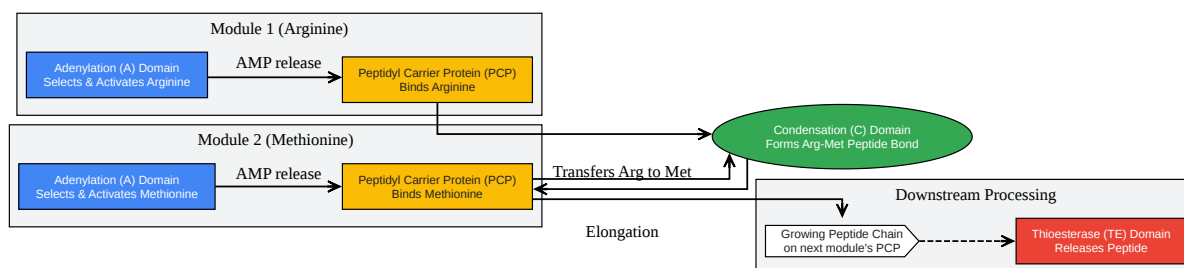 Module 1 (Arginine)
Adenylation (A) Domain
Selects & Activates Arginine
AMP release
Peptidyl Carrier Protein (PCP)
Binds Arginine
Module 2 (Methionine)
Adenylation (A) Domain
Selects & Activates Methionine
AMP release
Peptidyl Carrier Protein (PCP)
Binds Methionine
Condensation (C) Domain
Forms Arg-Met Peptide Bond
Transfers Arg to Met
Elongation
Downstream Processing
Growing Peptide Chain
on next module's PCP
Thioesterase (TE) Domain
Releases Peptide